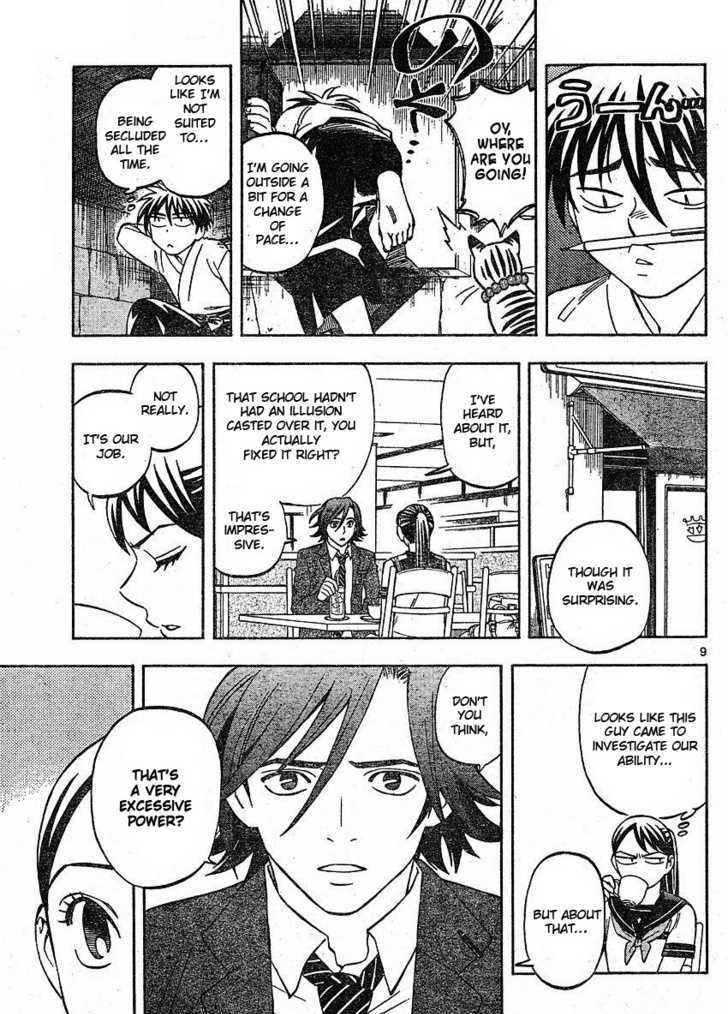 うーん…
OY,
WHERE
ARE YOU
GOING!
のそ…
I'M GOING
OUTSIDE A
BIT FOR A
CHANGE
OF
PACE...
LOOKS
LIKE I'M
NOT
SUITED
TO...
BEING
SECLUDED
ALL THE
TIME.
THOUGH IT
WAS
SURPRISING.
I'VE
HEARD
ABOUT IT,
BUT,
THAT SCHOOL HADN'T
HAD AN ILLUSION
CASTED OVER IT, YOU
ACTUALLY
FIXED IT RIGHT?
THAT'S
IMPRES-
SIVE.
NOT
REALLY.
IT'S OUR
JOB.
9
LOOKS LIKE THIS
GUY CAME TO
INVESTIGATE OUR
ABILITY...
BUT ABOUT
THAT...
DON'T
YOU
THINK,
THAT'S
A VERY
EXCESSIVE
POWER?